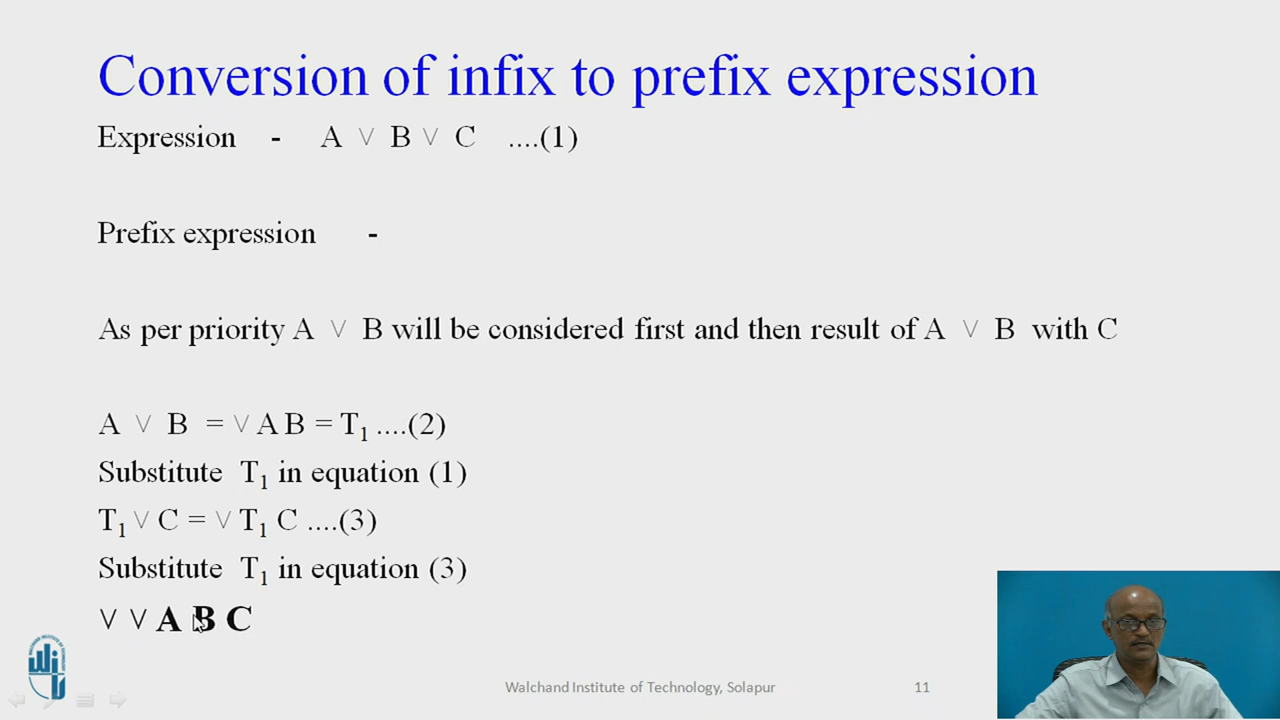 Conversion of infix to prefix expression
Expression - A ∨ B ∨ C ....(1)
Prefix expression -
As per priority A ∨ B will be considered first and then result of A ∨ B with C
A ∨ B = ∨ A B = T₁ ....(2)
Substitute T₁ in equation (1)
T₁ ∨ C = ∨ T₁ C ....(3)
Substitute T₁ in equation (3)
∨ ∨ A B C
Walchand Institute of Technology, Solapur
11